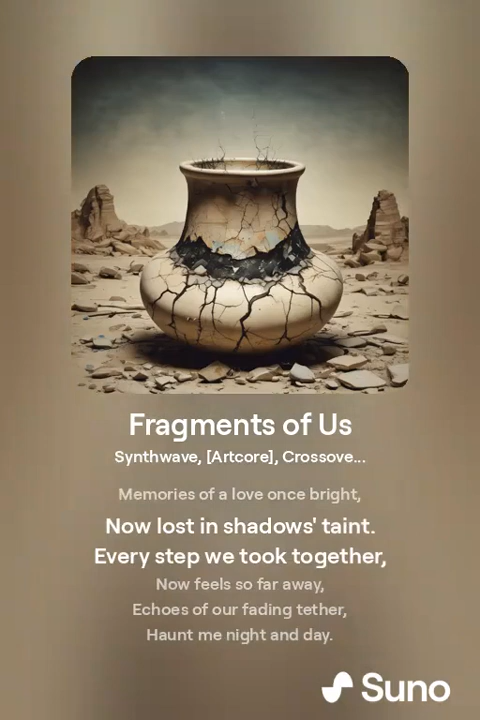 Fragments of Us
Synthwave, [Artcore], Crossove...
Memories of a love once bright,
Now lost in shadows' taint.
Every step we took together,
Now feels so far away,
Echoes of our fading tether,
Haunt me night and day.
Suno